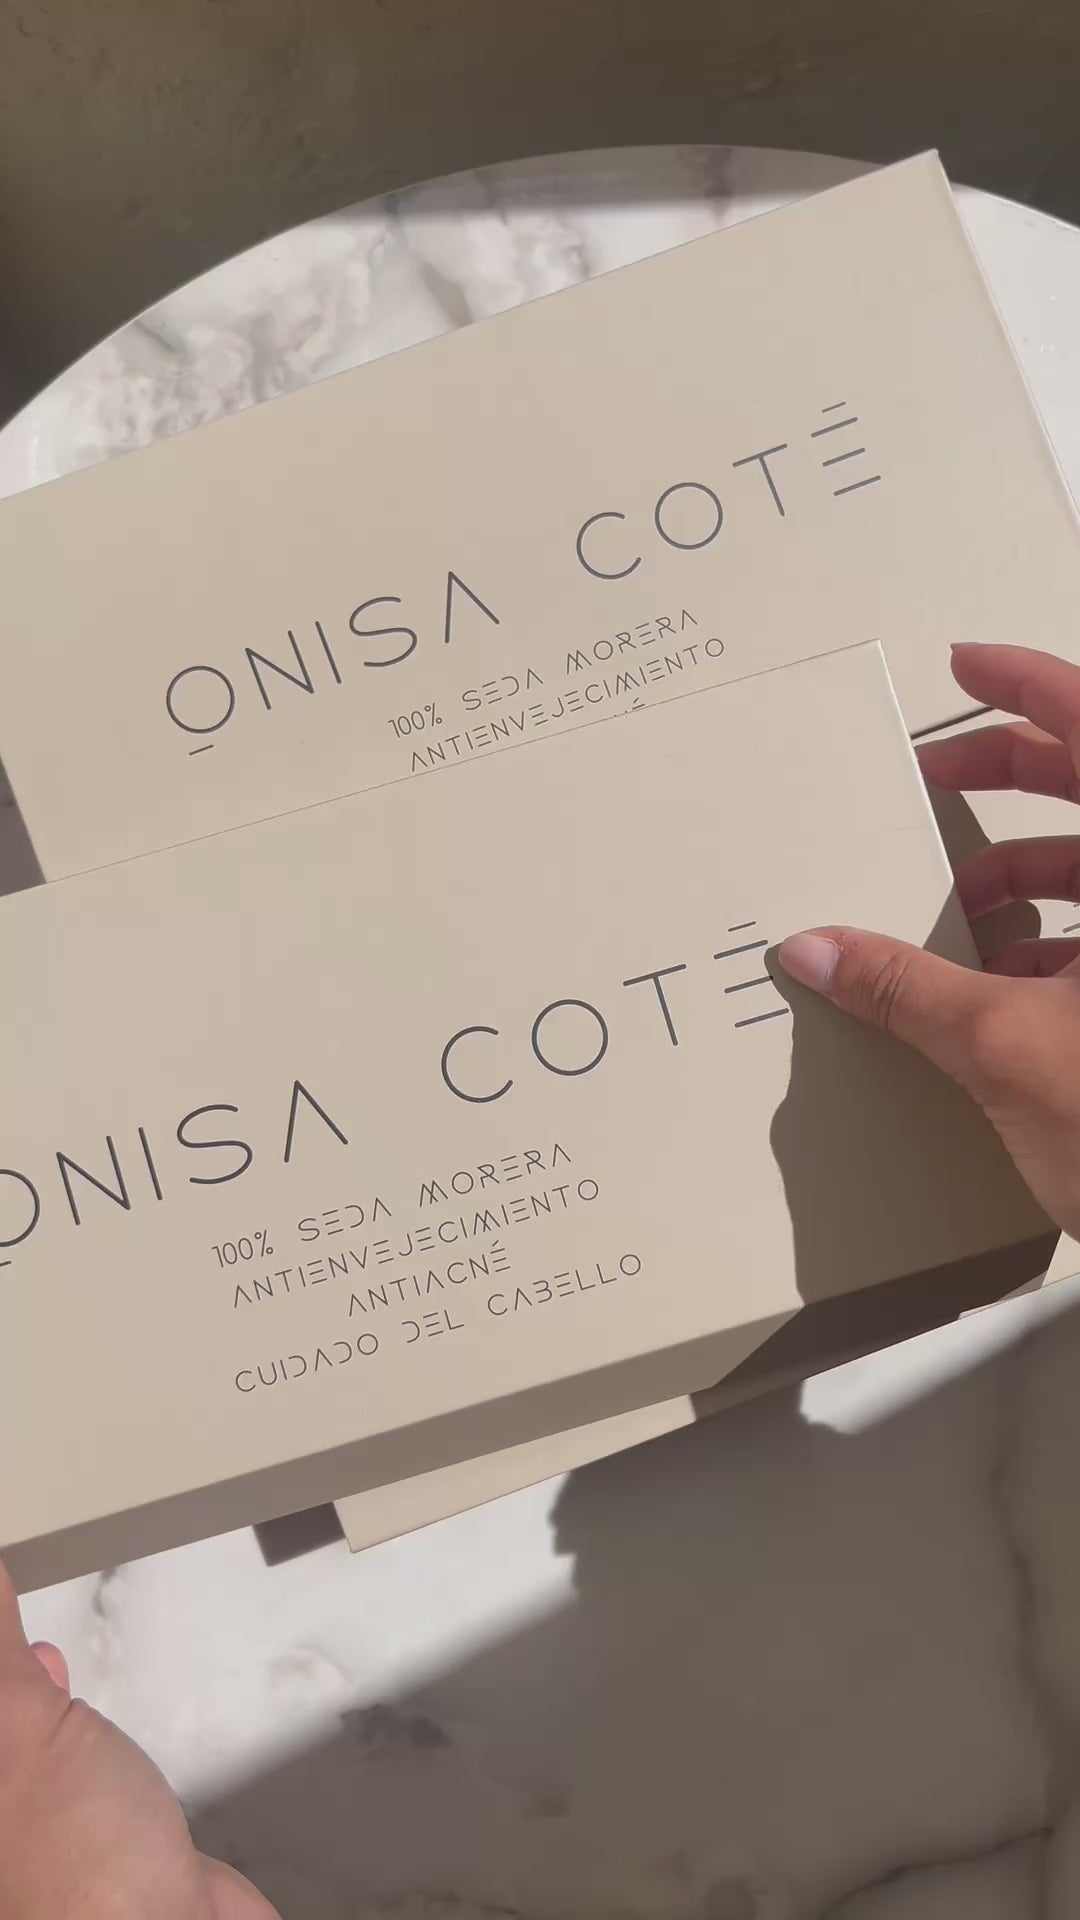 ONISA COTĒ
100% SEDA MORERA
ANTIENVEJECIMIENTO
ONISA COTĒ
100% SEDA MORERA
ANTIENVEJECIMIENTO
ANTIACNÉ
CUIDADO DEL CABELLO